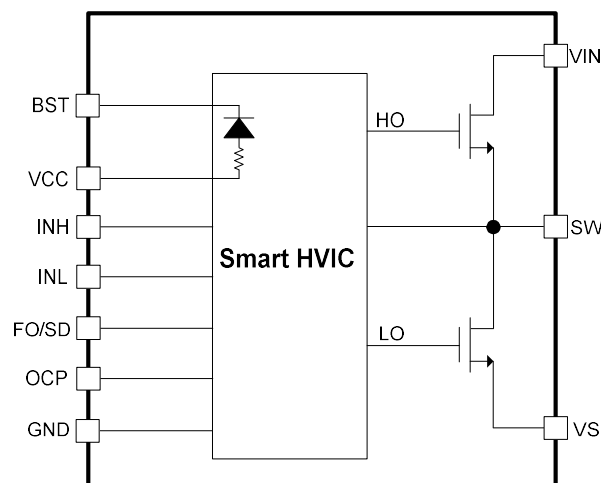 VIN
BST
HO
VCC
INH
SW
Smart HVIC
INL
FO/SD
LO
OCP
GND
VS